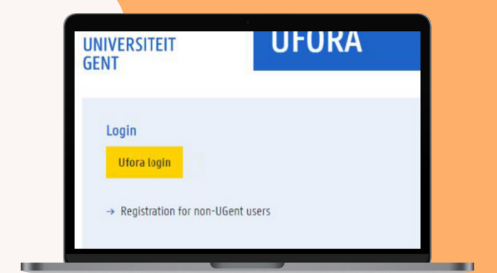 UNIVERSITEIT
GENT
UFORA
Login
Ufora login
→ Registration for non-UGent users